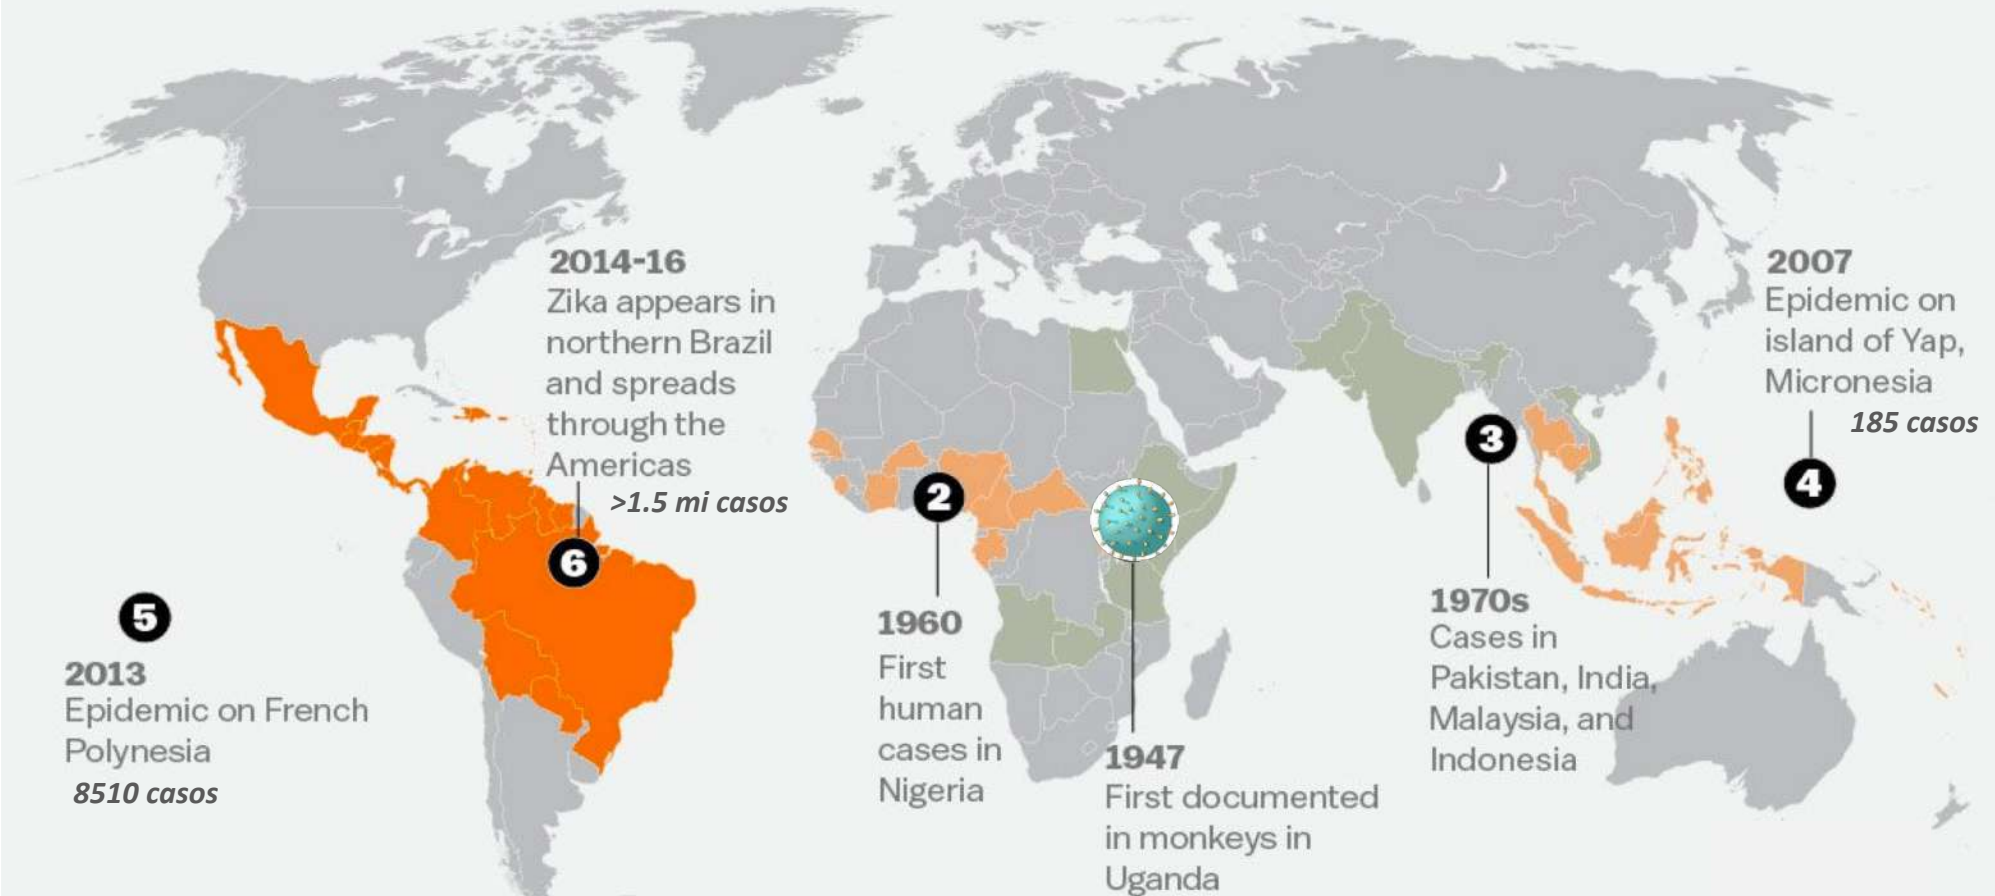 2014-16
Zika appears in
northern Brazil
and spreads
through the
Americas
>1.5 mi casos
6
5
2013
Epidemic on French
Polynesia
8510 casos
2
1960
First
human
cases in
Nigeria
1947
First documented
in monkeys in
Uganda
3
1970s
Cases in
Pakistan, India,
Malaysia, and
Indonesia
2007
Epidemic on
island of Yap,
Micronesia
185 casos
4